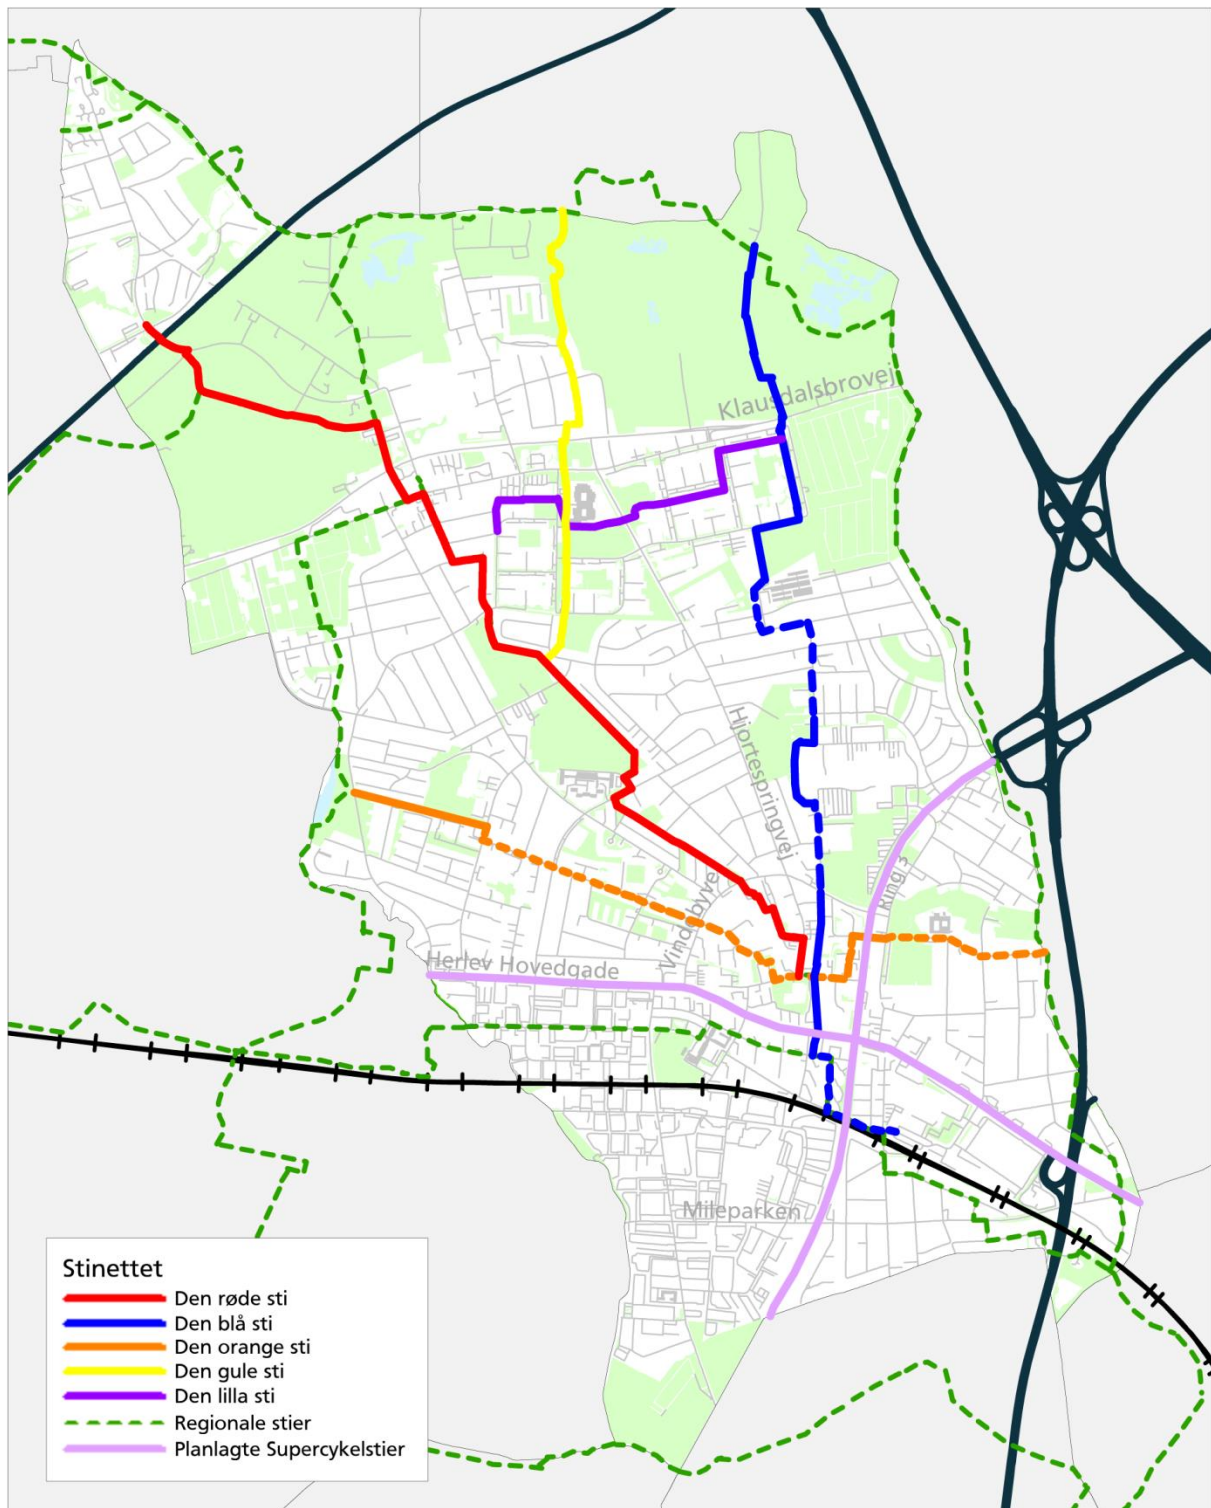 Klausdalsbrovej
Hjortespringvej
Ring 3
Vindebyvej
Herlev Hovedgade
Mileparken
Stinettet
Den røde sti
Den blå sti
Den orange sti
Den gule sti
Den lilla sti
Regionale stier
Planlagte Supercykelstier